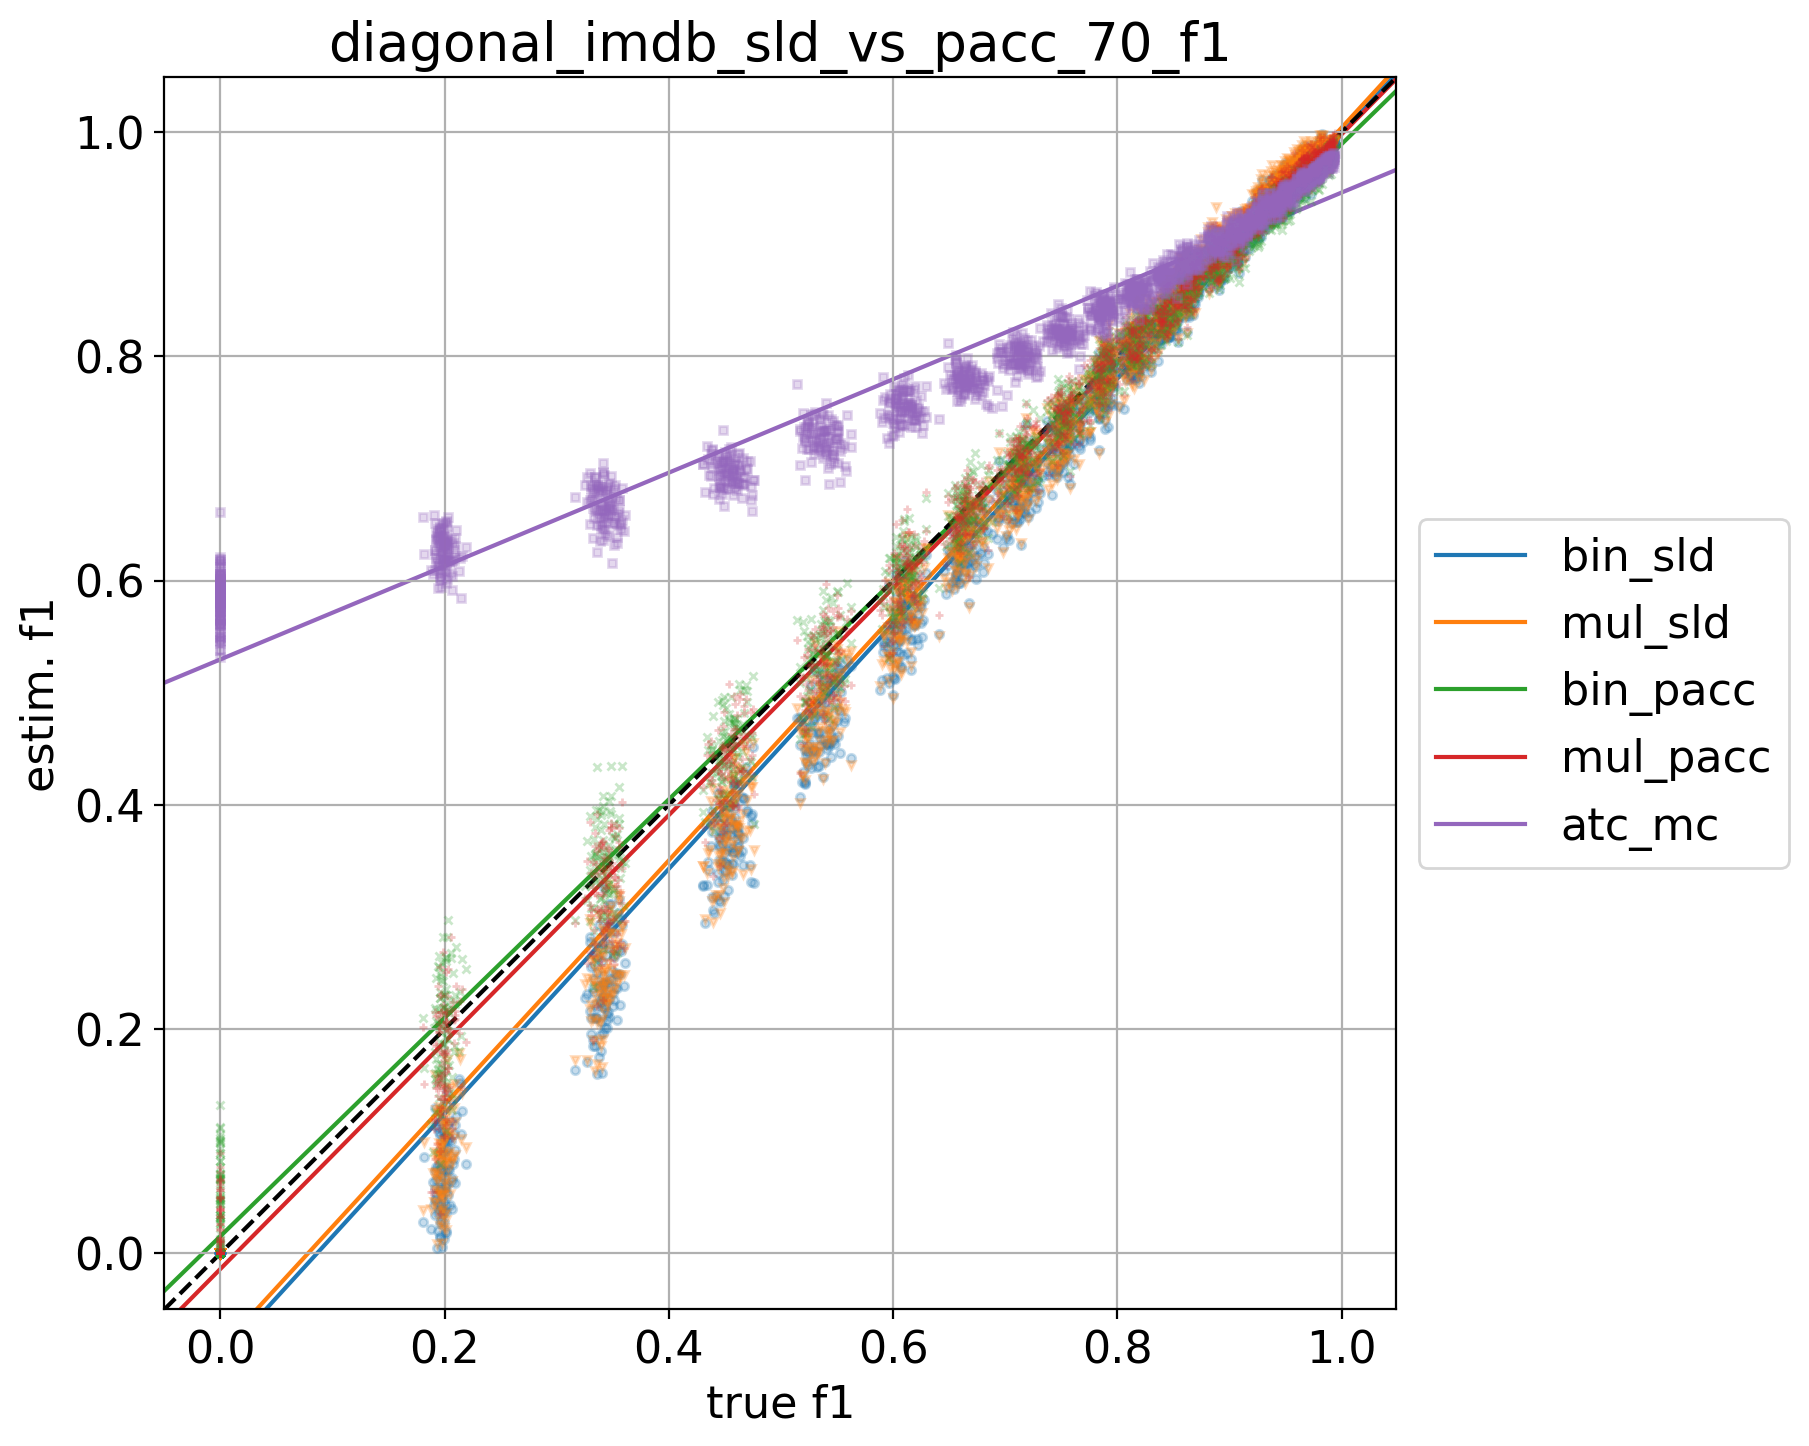 diagonal_imdb_sld_vs_pacc_70_f1
1.0
0.8
0.6
0.4
0.2
0.0
estim. f1
0.0 0.2 0.4 0.6 0.8 1.0
true f1
bin_sld
mul_sld
bin_pacc
mul_pacc
atc_mc